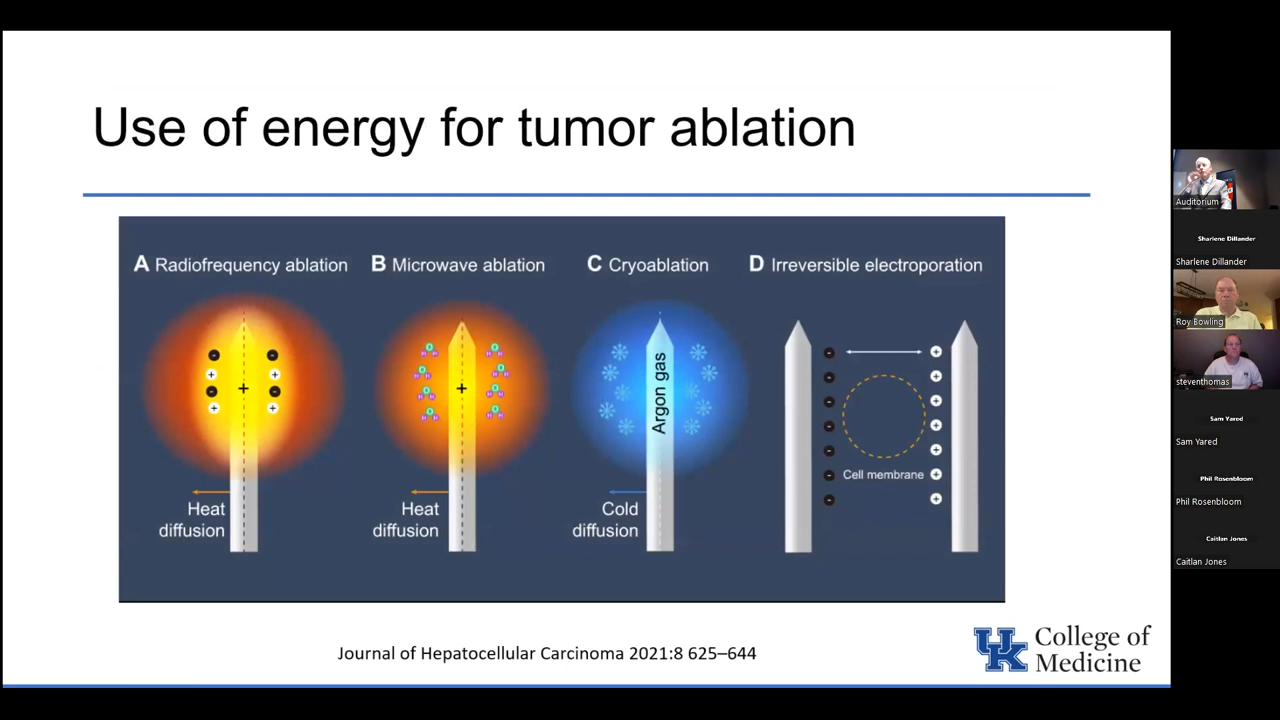 Use of energy for tumor ablation
A Radiofrequency ablation
B Microwave ablation
C Cryoablation
D Irreversible electroporation
Argon gas
Cell membrane
Heat
diffusion
Heat
diffusion
Cold
diffusion
Journal of Hepatocellular Carcinoma 2021:8 625–644
UK
College of
Medicine
Auditorium
Sharlene Dillander
Sharlene Dillander
Roy Bowling
steventhomas
Sam Yared
Sam Yared
Phil Rosenbloom
Phil Rosenbloom
Caitlan Jones
Caitlan Jones